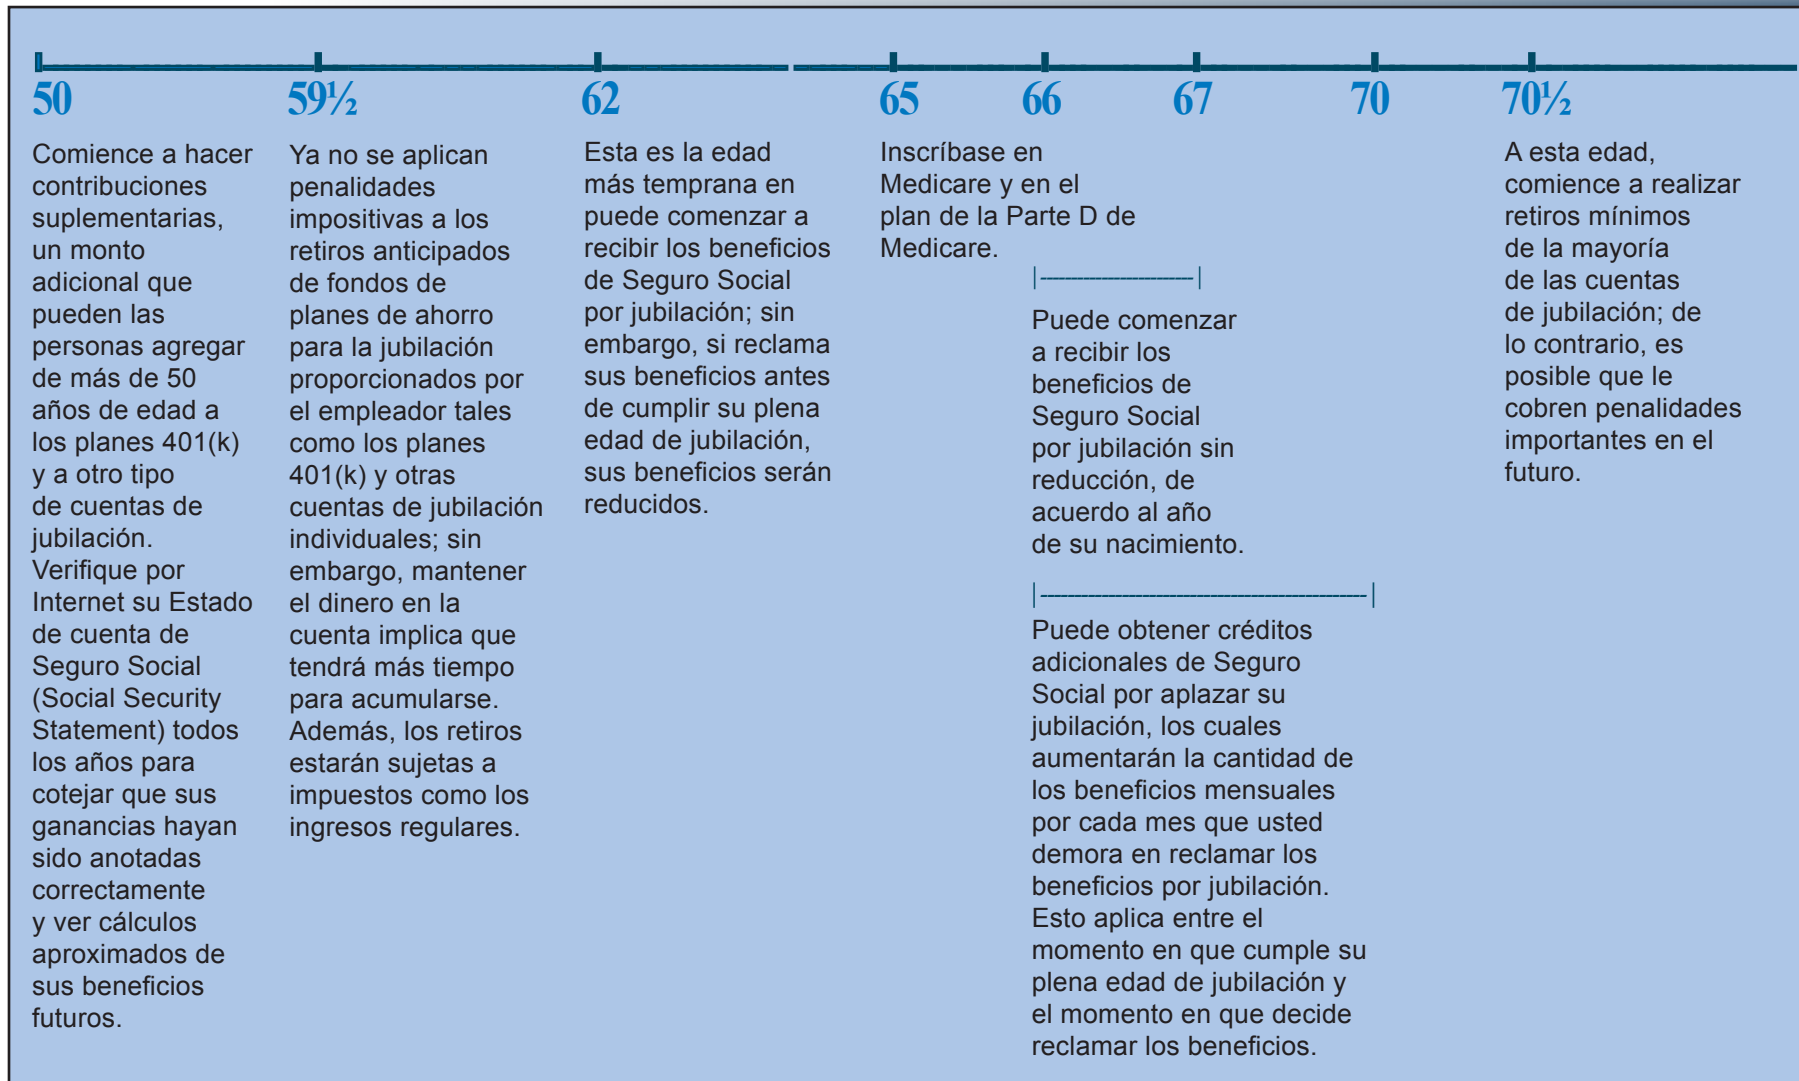 50
Comience a hacer
contribuciones
suplementarias,
un monto
adicional que
pueden las
personas agregar
de más de 50
años de edad a
los planes 401(k)
y a otro tipo
de cuentas de
jubilación.
Verifique por
Internet su Estado
de cuenta de
Seguro Social
(Social Security
Statement) todos
los años para
cotejar que sus
ganancias hayan
sido anotadas
correctamente
y ver cálculos
aproximados de
sus beneficios
futuros.
59½
Ya no se aplican
penalidades
impositivas a los
retiros anticipados
de fondos de
planes de ahorro
para la jubilación
proporcionados por
el empleador tales
como los planes
401(k) y otras
cuentas de jubilación
individuales; sin
embargo, mantener
el dinero en la
cuenta implica que
tendrá más tiempo
para acumularse.
Además, los retiros
estarán sujetas a
impuestos como los
ingresos regulares.
62
Esta es la edad
más temprana en
puede comenzar a
recibir los beneficios
de Seguro Social
por jubilación; sin
embargo, si reclama
sus beneficios antes
de cumplir su plena
edad de jubilación,
sus beneficios serán
reducidos.
65
Inscríbase en
Medicare y en el
plan de la Parte D de
Medicare.
66
67
Puede comenzar
a recibir los
beneficios de
Seguro Social
por jubilación sin
reducción, de
acuerdo al año
de su nacimiento.
70
Puede obtener créditos
adicionales de Seguro
Social por aplazar su
jubilación, los cuales
aumentarán la cantidad de
los beneficios mensuales
por cada mes que usted
demora en reclamar los
beneficios por jubilación.
Esto aplica entre el
momento en que cumple su
plena edad de jubilación y
el momento en que decide
reclamar los beneficios.
70½
A esta edad,
comience a realizar
retiros mínimos
de la mayoría
de las cuentas
de jubilación; de
lo contrario, es
posible que le
cobren penalidades
importantes en el
futuro.